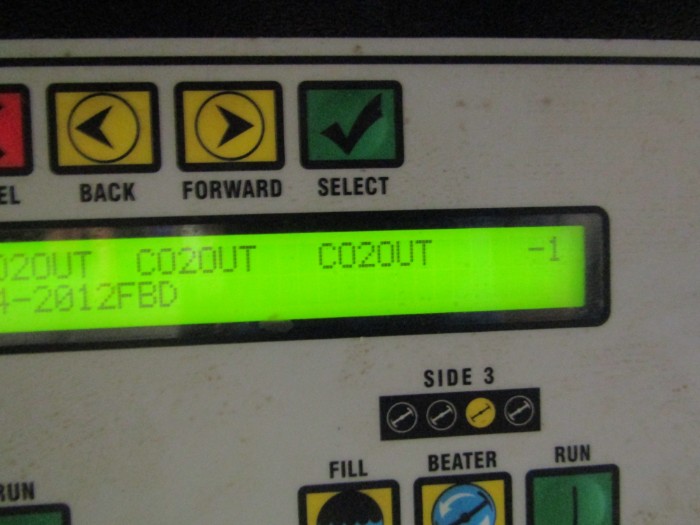 EL BACK FORWARD SELECT
O2OUT CO2OUT CO2OUT -1
4-2012FBD
SIDE 3
FILL BEATER RUN
RUN